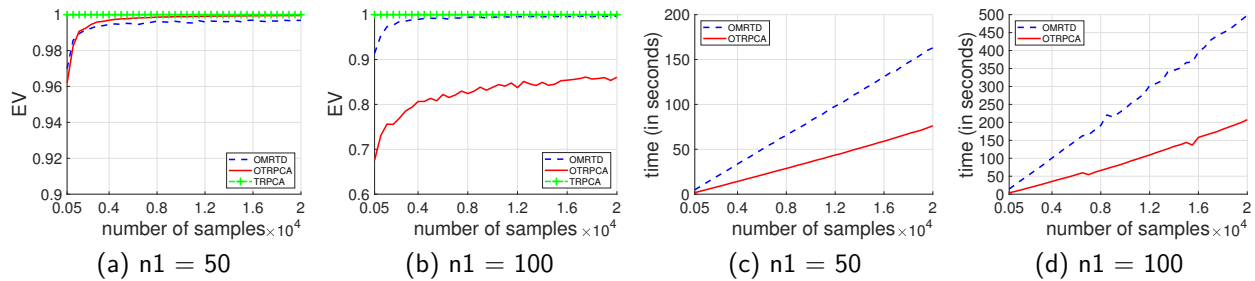 EV
1
0.98
0.96
0.94
0.92
0.9
OMRTD
OTRPCA
TRPCA
0.05 0.4 0.8 1.2 1.6 2
number of samples ×10^4
(a) n1 = 50
EV
1
0.9
0.8
0.7
0.6
OMRTD
OTRPCA
TRPCA
0.05 0.4 0.8 1.2 1.6 2
number of samples ×10^4
(b) n1 = 100
time (in seconds)
200
150
100
50
0
OMRTD
OTRPCA
0.05 0.4 0.8 1.2 1.6 2
number of samples ×10^4
(c) n1 = 50
time (in seconds)
500
450
400
350
300
250
200
150
100
50
0
OMRTD
OTRPCA
0.05 0.4 0.8 1.2 1.6 2
number of samples ×10^4
(d) n1 = 100